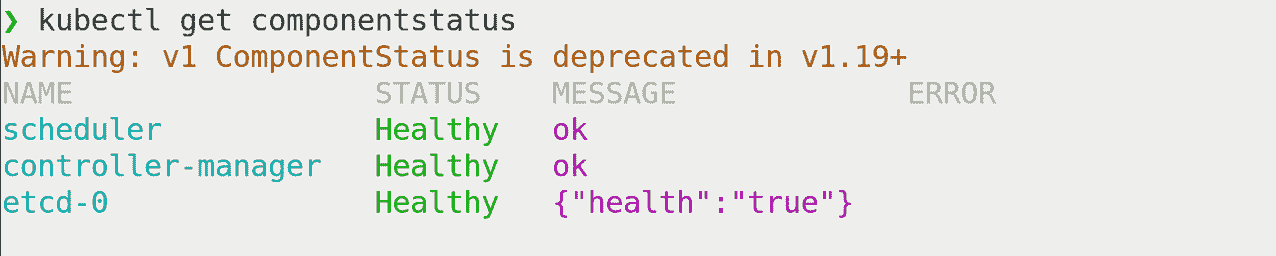 ❯ kubectl get componentstatus
Warning: v1 ComponentStatus is deprecated in v1.19+
NAME STATUS MESSAGE ERROR
scheduler Healthy ok
controller-manager Healthy ok
etcd-0 Healthy {"health":"true"}